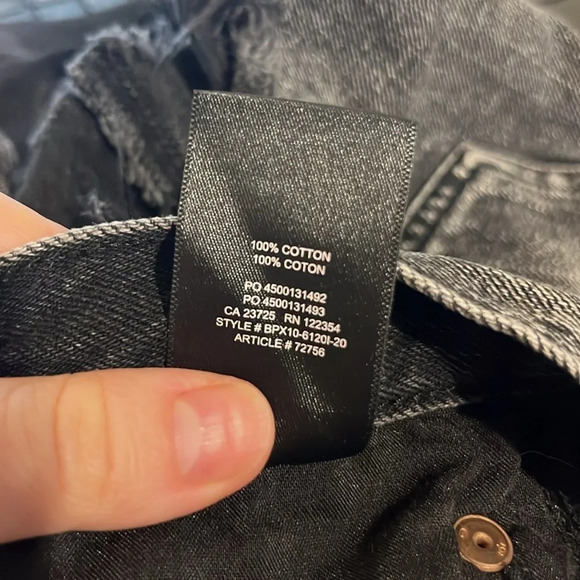 100% COTTON
100% COTON
PO 4500131492
PO 4500131493
CA 23725 RN 122354
STYLE # BPX10-6120I-20
ARTICLE # 72756